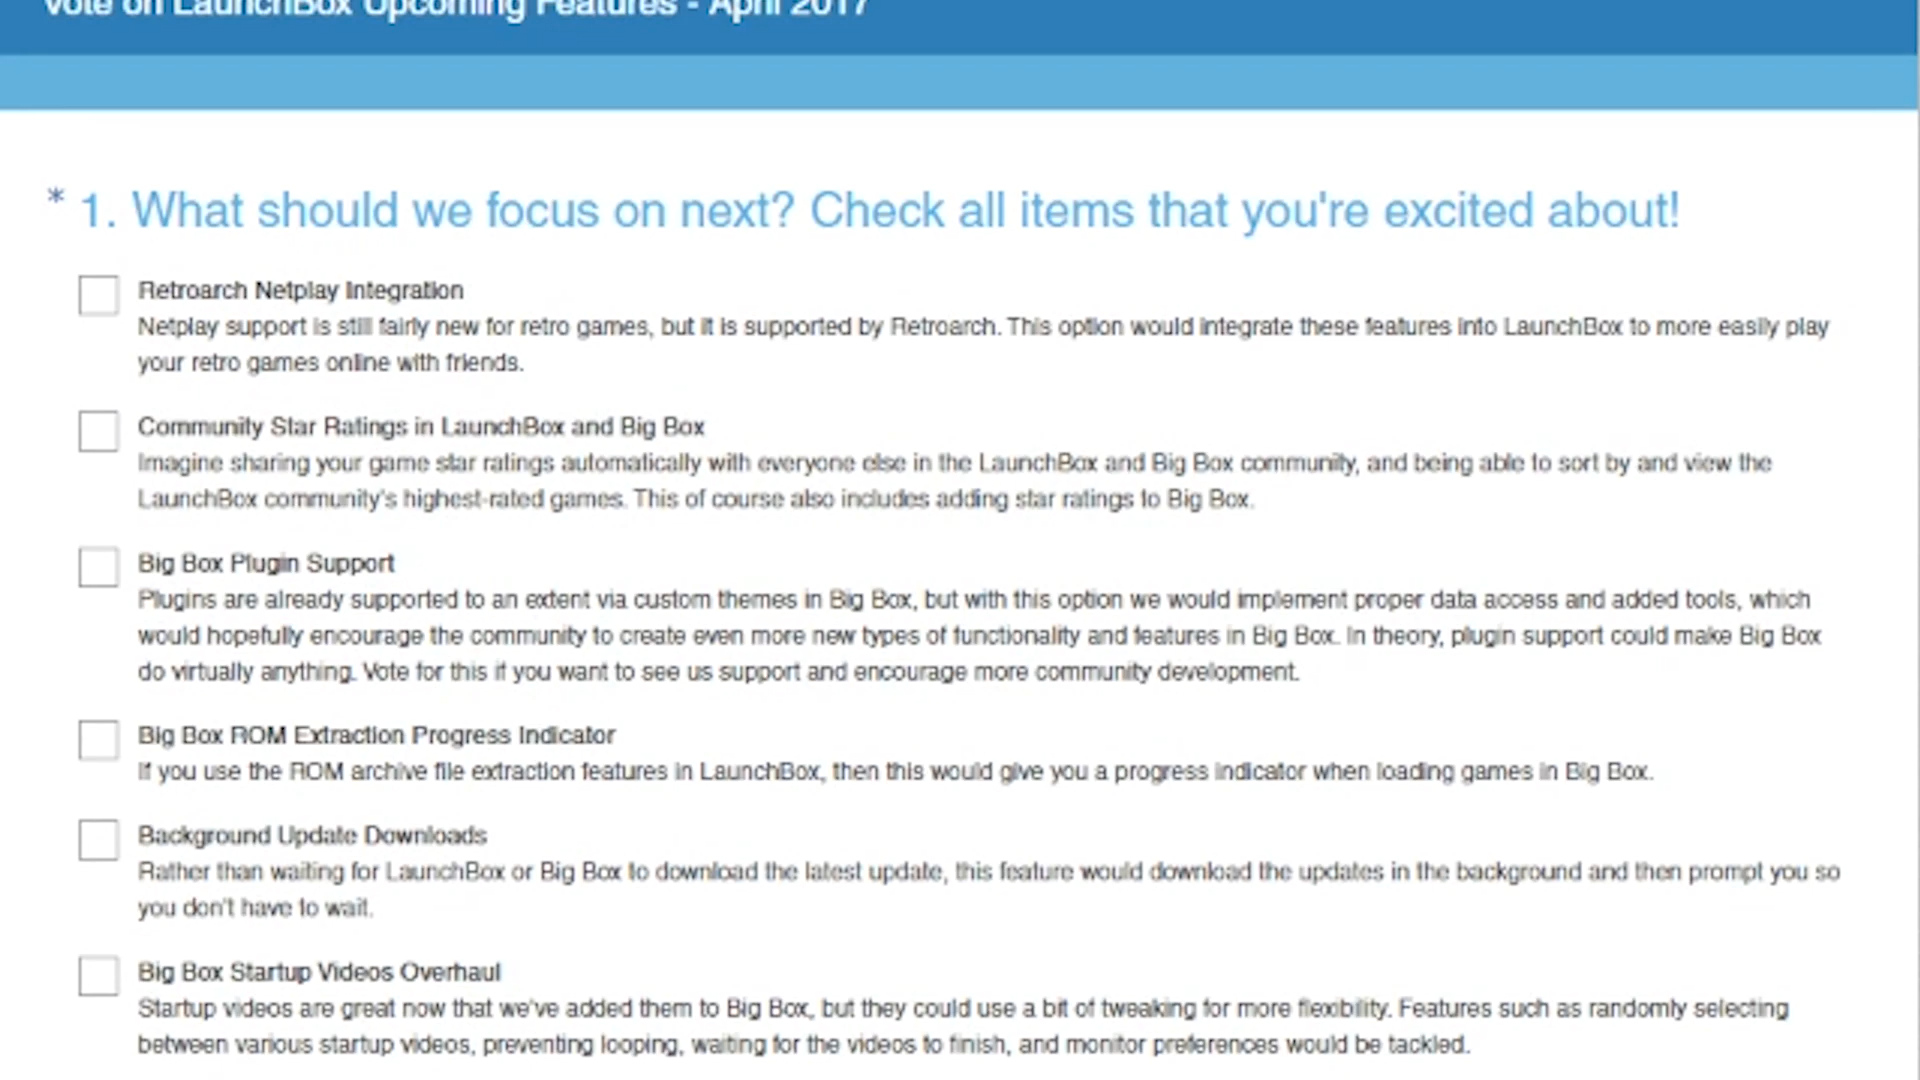 Vote on LaunchBox Upcoming Features - April 2017
* 1. What should we focus on next? Check all items that you're excited about!
Retroarch Netplay Integration
Netplay support is still fairly new for retro games, but it is supported by Retroarch. This option would integrate these features into LaunchBox to more easily play
your retro games online with friends.
Community Star Ratings in LaunchBox and Big Box
Imagine sharing your game star ratings automatically with everyone else in the LaunchBox and Big Box community, and being able to sort by and view the
LaunchBox community's highest-rated games. This of course also includes adding star ratings to Big Box.
Big Box Plugin Support
Plugins are already supported to an extent via custom themes in Big Box, but with this option we would implement proper data access and added tools, which
would hopefully encourage the community to create even more new types of functionality and features in Big Box. In theory, plugin support could make Big Box
do virtually anything. Vote for this if you want to see us support and encourage more community development.
Big Box ROM Extraction Progress Indicator
If you use the ROM archive file extraction features in LaunchBox, then this would give you a progress indicator when loading games in Big Box.
Background Update Downloads
Rather than waiting for LaunchBox or Big Box to download the latest update, this feature would download the updates in the background and then prompt you so
you don't have to wait.
Big Box Startup Videos Overhaul
Startup videos are great now that we've added them to Big Box, but they could use a bit of tweaking for more flexibility. Features such as randomly selecting
between various startup videos, preventing looping, waiting for the videos to finish, and monitor preferences would be tackled.